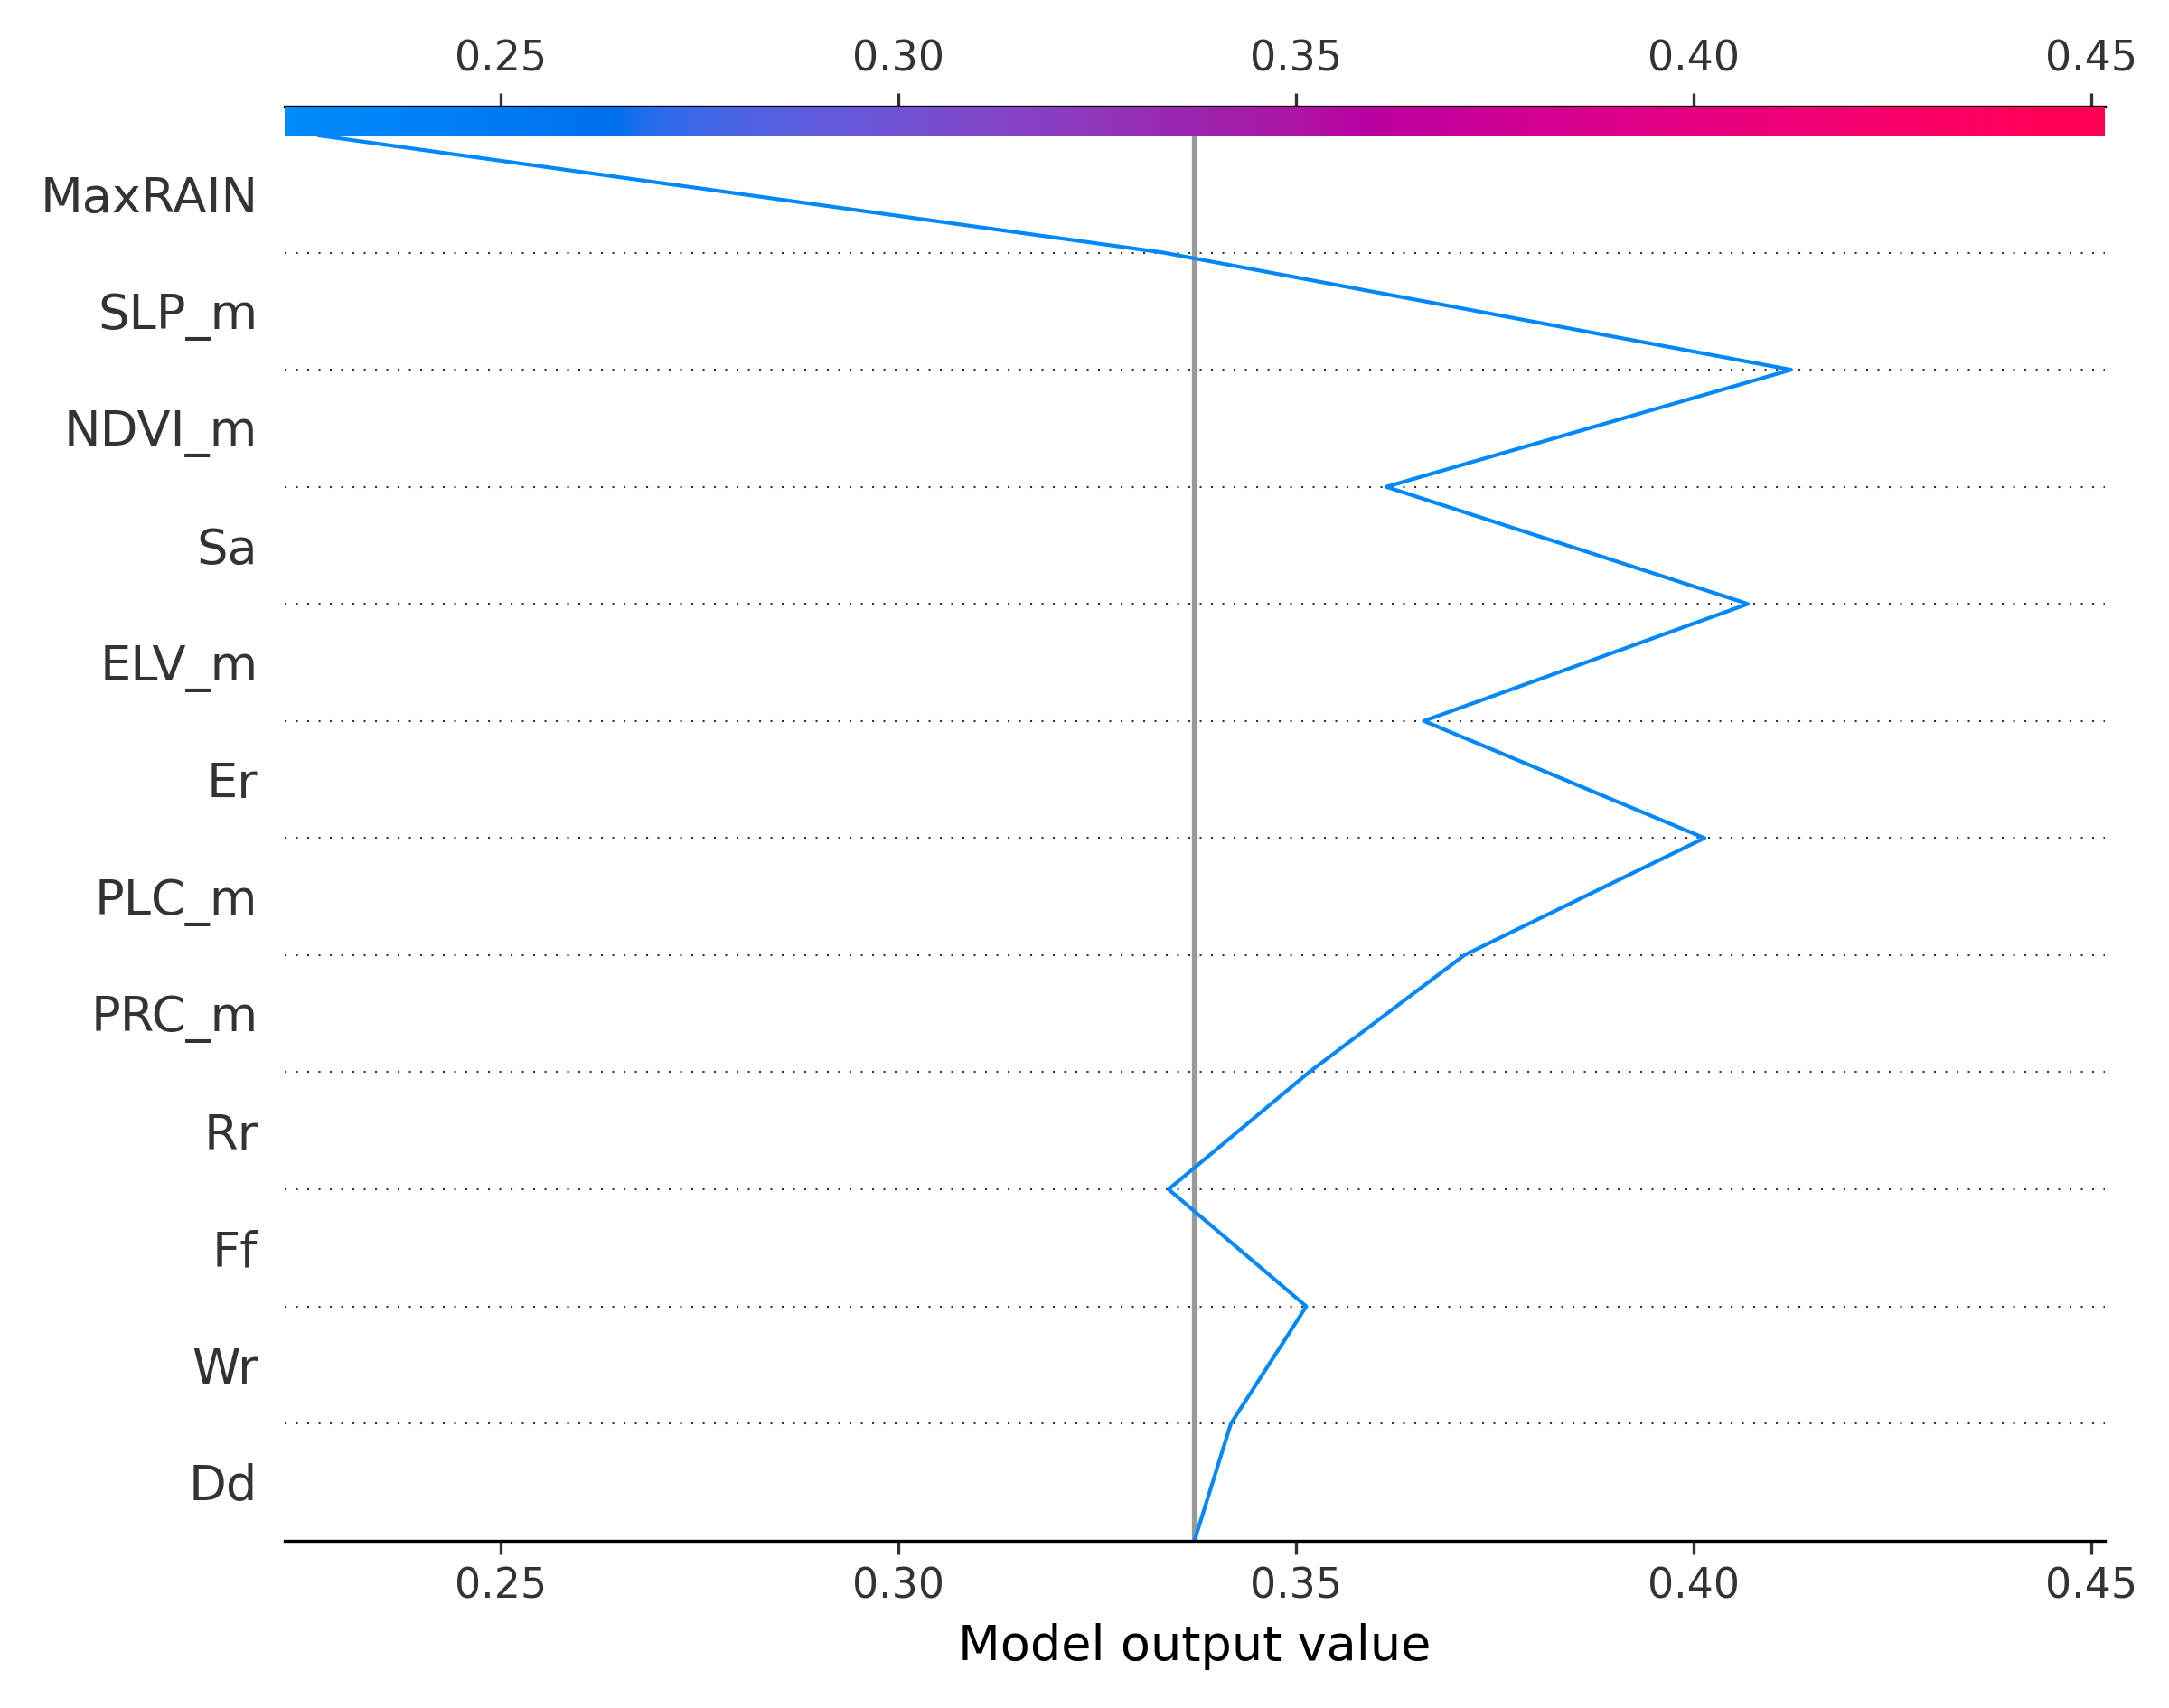 0.25 0.30 0.35 0.40 0.45
MaxRAIN
SLP_m
NDVI_m
Sa
ELV_m
Er
PLC_m
PRC_m
Rr
Ff
Wr
Dd
0.25 0.30 0.35 0.40 0.45
Model output value